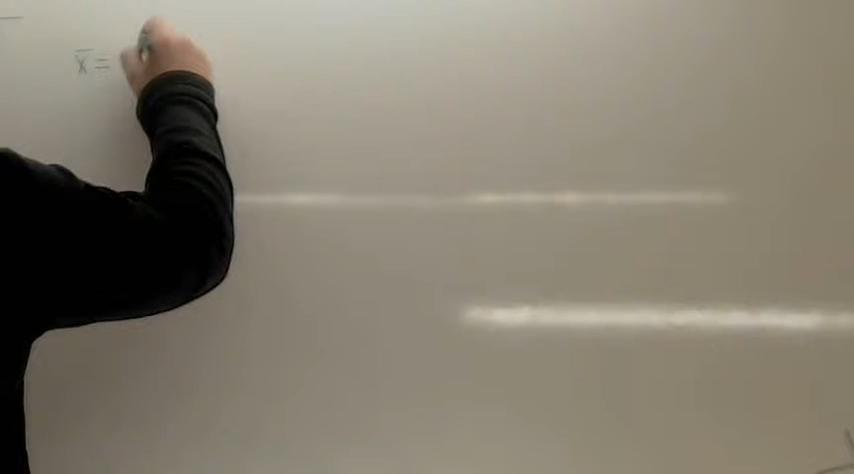 x̄ =